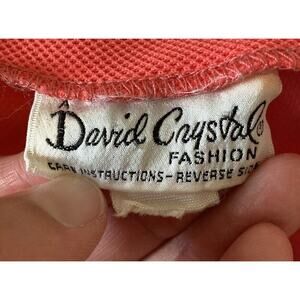 A
David Crystal®
FASHION
CARE INSTRUCTIONS-REVERSE SIDE